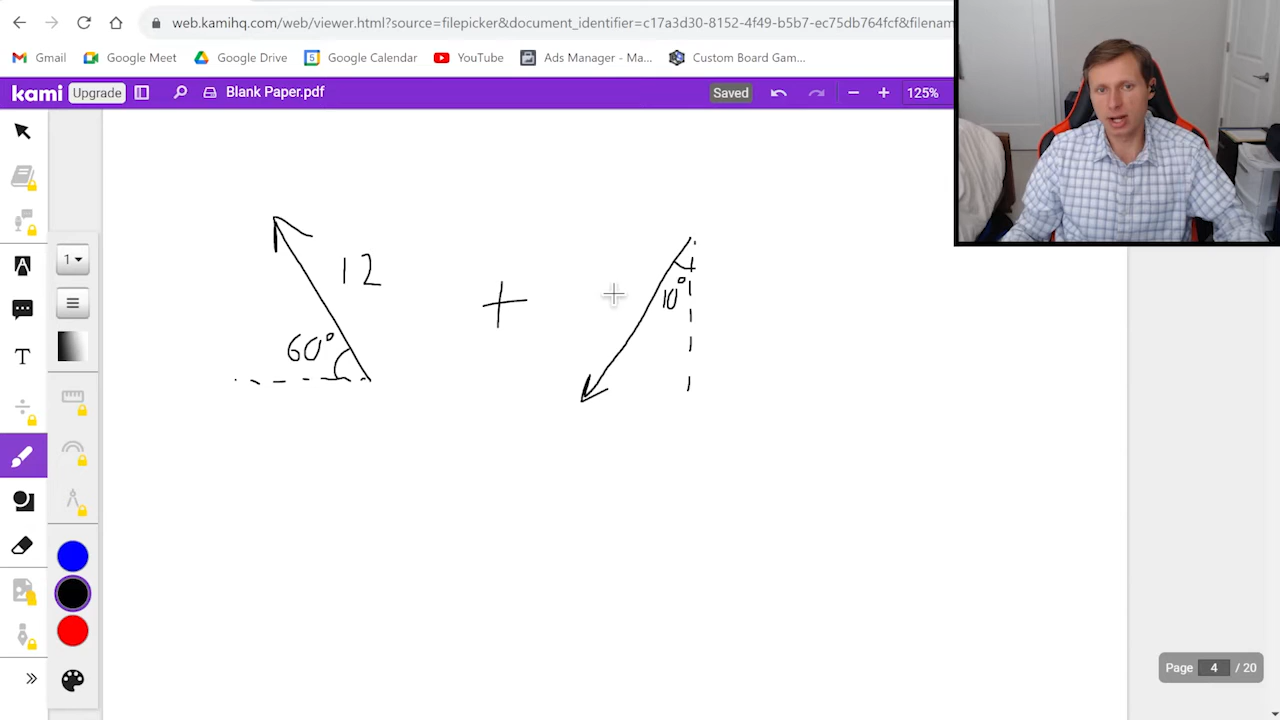 web.kamihq.com/web/viewer.html?source=filepicker&document_identifier=c17a3d30-8152-4f49-b5b7-ec75db764fcf&filenam
Gmail Google Meet Google Drive 5 Google Calendar YouTube Ads Manager - Ma... Custom Board Gam...
kami Upgrade Blank Paper.pdf Saved 125%
A
T
1
12
60°
+
10°
Page 4 / 20